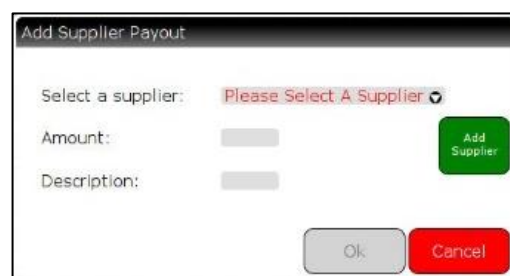 Add Supplier Payout
Select a supplier: Please Select A Supplier
Amount:
Add
Supplier
Description:
Ok Cancel